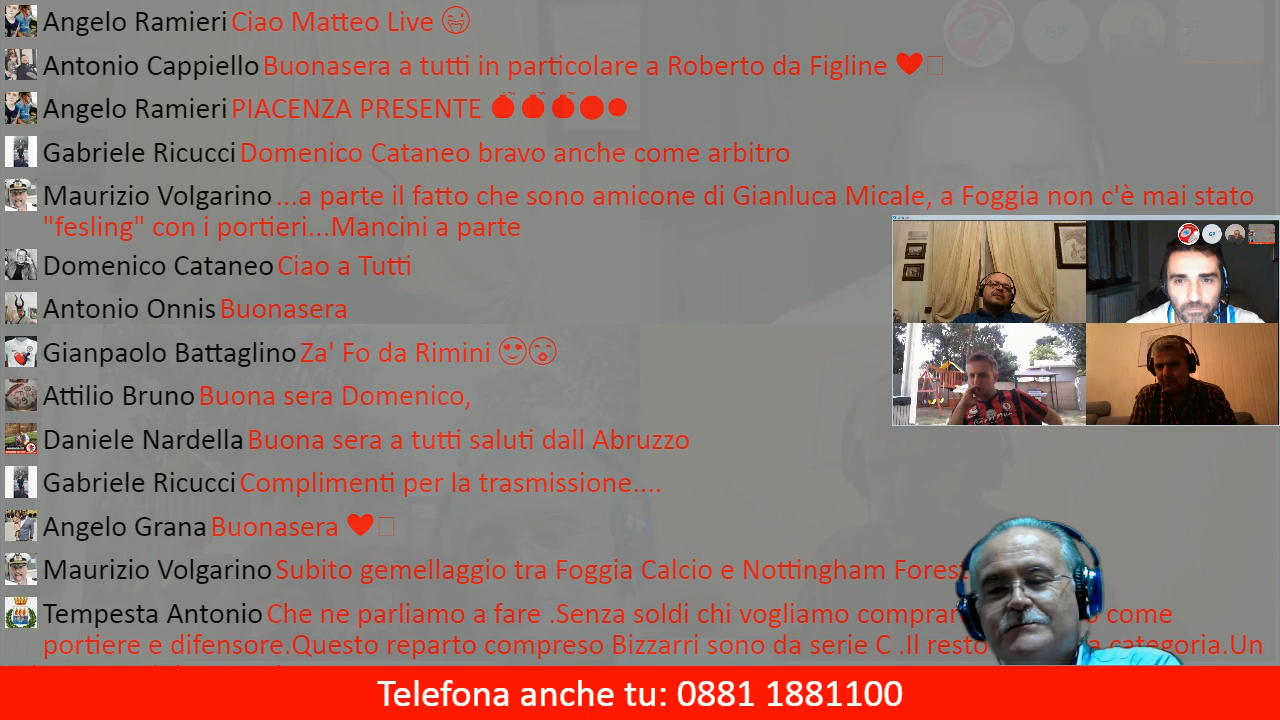 Angelo Ramieri Ciao Matteo Live 😁
Antonio Cappiello Buonasera a tutti in particolare a Roberto da Figline ❤
Angelo Ramieri PIACENZA PRESENTE
Gabriele Ricucci Domenico Cataneo bravo anche come arbitro
Maurizio Volgarino ...a parte il fatto che sono amicone di Gianluca Micale, a Foggia non c'è mai stato
"fesling" con i portieri...Mancini a parte
Domenico Cataneo Ciao a Tutti
Antonio Onnis Buonasera
Gianpaolo Battaglino Za' Fo da Rimini 😍😮
Attilio Bruno Buona sera Domenico,
Daniele Nardella Buona sera a tutti saluti dall Abruzzo
Gabriele Ricucci Complimenti per la trasmissione....
Angelo Grana Buonasera ❤
Maurizio Volgarino Subito gemellaggio tra Foggia Calcio e Nottingham Forest
Tempesta Antonio Che ne parliamo a fare .Senza soldi chi vogliamo come
portiere e difensore.Questo reparto compreso Bizzarri sono da serie C .Il resto categoria.Un
Telefona anche tu: 0881 1881100
GP